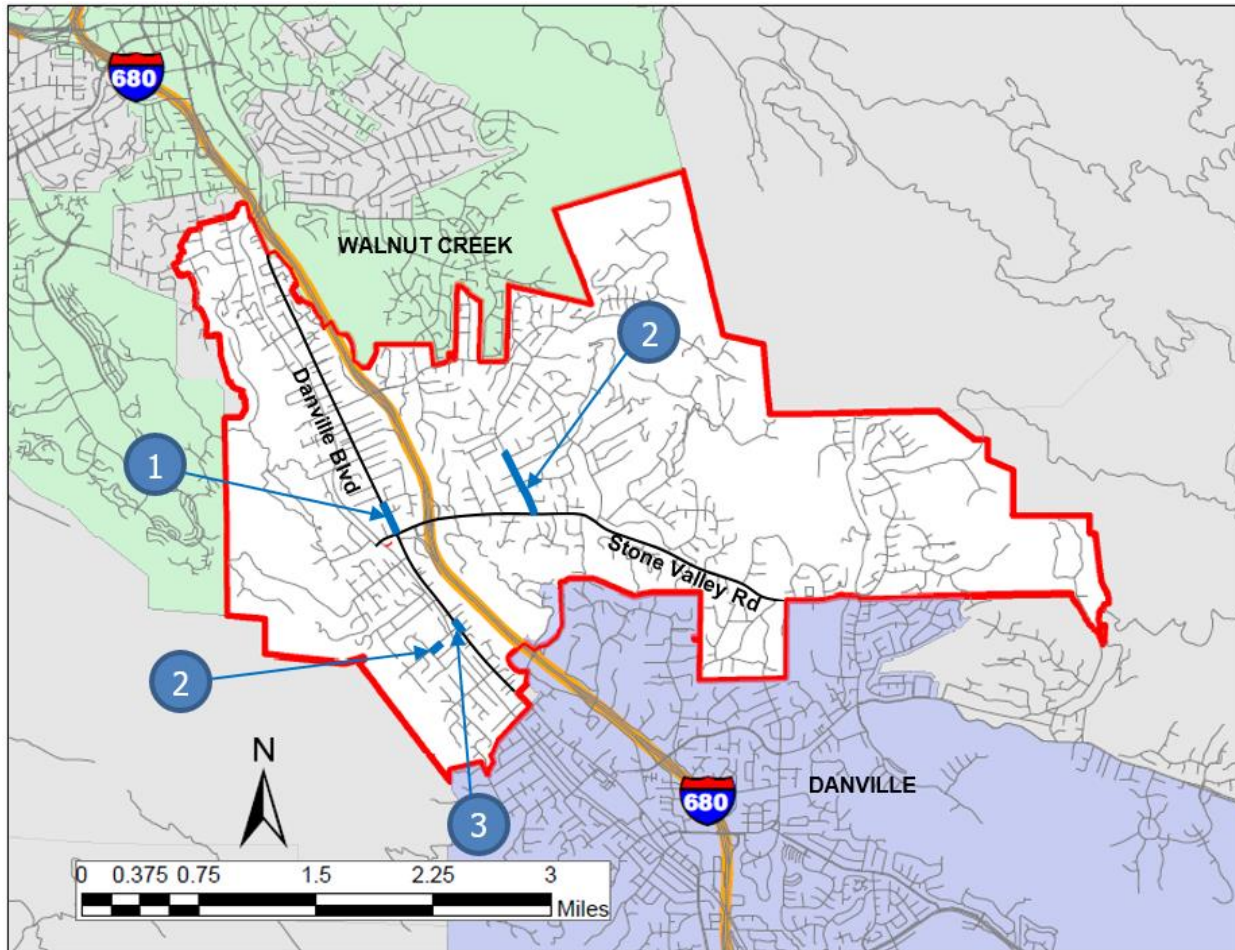 680
WALNUT CREEK
2
Danville Blvd
1
Stone Valley Rd
2
N
680
DANVILLE
3
0 0.375 0.75 1.5 2.25 3
Miles